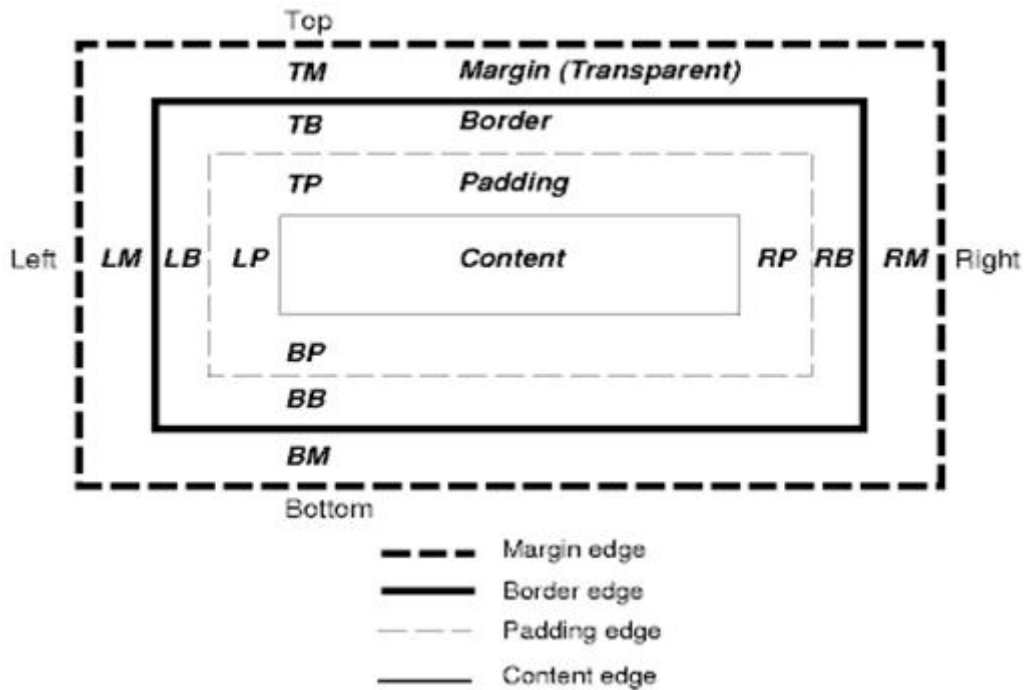 Top
TM Margin (Transparent)
TB Border
TP Padding
Left LM LB LP Content RP RB RM Right
BP
BB
BM
Bottom
Margin edge
Border edge
Padding edge
Content edge